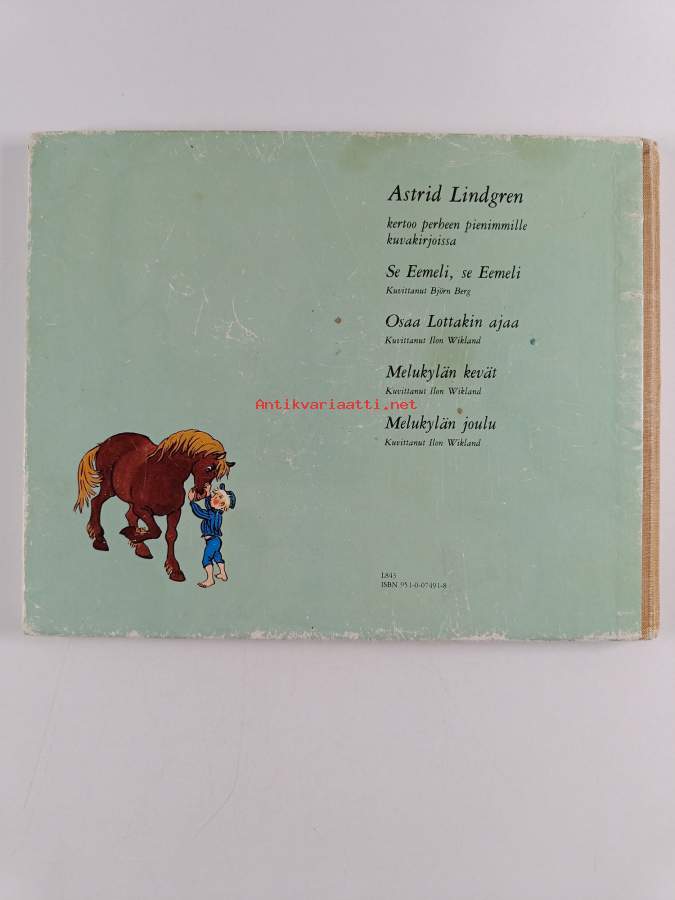 Astrid Lindgren
kertoo perheen pienimmille
kuvakirjoissa
Se Eemeli, se Eemeli
Kuvittanut Björn Berg
Osaa Lottakin ajaa
Kuvittanut Ilon Wikland
Melukylän kevät
Kuvittanut Ilon Wikland
Antikvariaatti.net
Melukylän joulu
Kuvittanut Ilon Wikland
L843
ISBN 951-0-07491-8